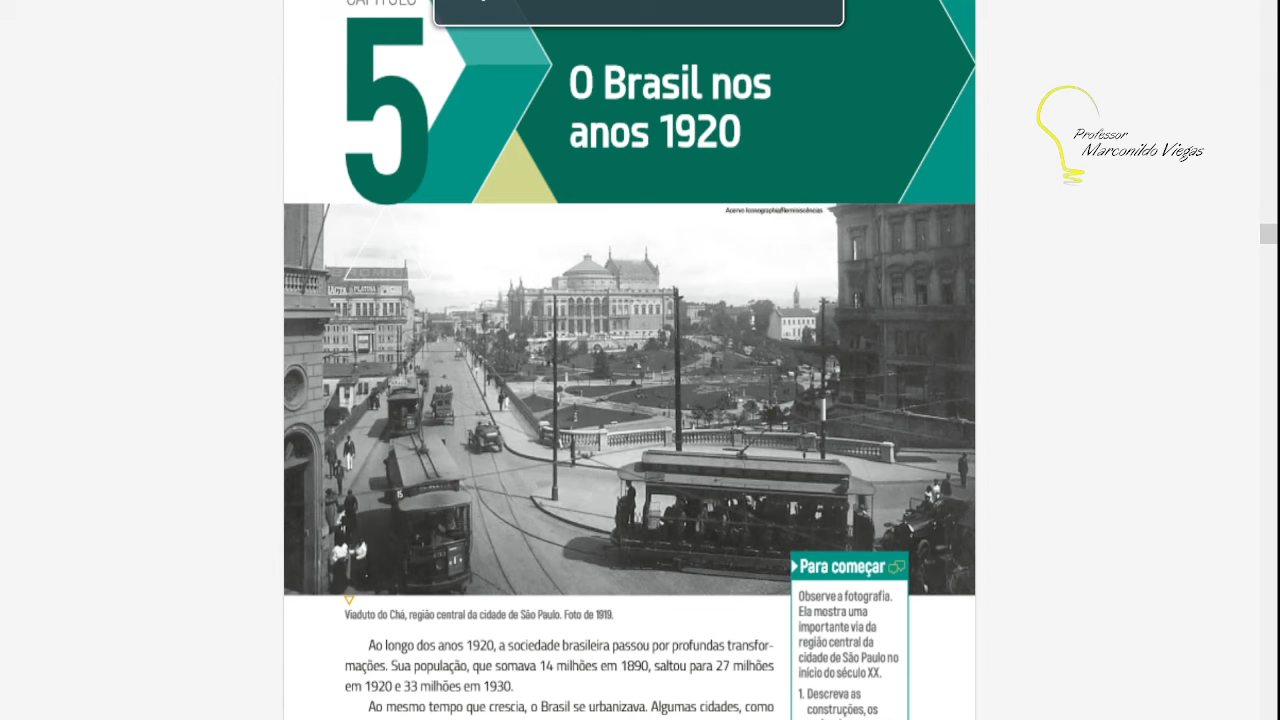 CAPÍTULO
5
O Brasil nos
anos 1920
Professor
Marconildo Viegas
Acervo Iconographia/Reminiscências
PLATINA
15
Para começar
Observe a fotografia.
Ela mostra uma
importante via da
região central da
cidade de São Paulo no
início do século XX.
1. Descreva as
construções, os
Viaduto do Chá, região central da cidade de São Paulo. Foto de 1919.
Ao longo dos anos 1920, a sociedade brasileira passou por profundas transfor-
mações. Sua população, que somava 14 milhões em 1890, saltou para 27 milhões
em 1920 e 33 milhões em 1930.
Ao mesmo tempo que crescia, o Brasil se urbanizava. Algumas cidades, como